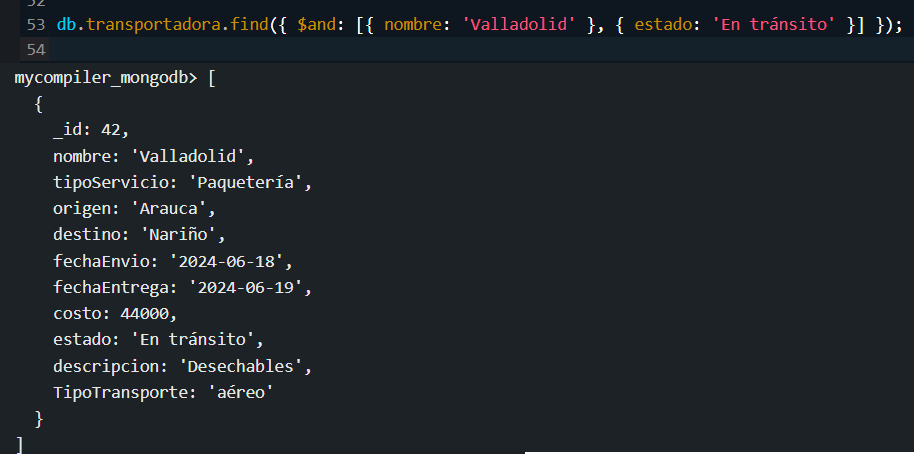 52
53 db.transportadora.find({ $and: [{ nombre: 'Valladolid' }, { estado: 'En tránsito' }] });
54
mycompiler_mongodb> [
  {
    _id: 42,
    nombre: 'Valladolid',
    tipoServicio: 'Paquetería',
    origen: 'Arauca',
    destino: 'Nariño',
    fechaEnvio: '2024-06-18',
    fechaEntrega: '2024-06-19',
    costo: 44000,
    estado: 'En tránsito',
    descripcion: 'Desechables',
    TipoTransporte: 'aéreo'
  }
]